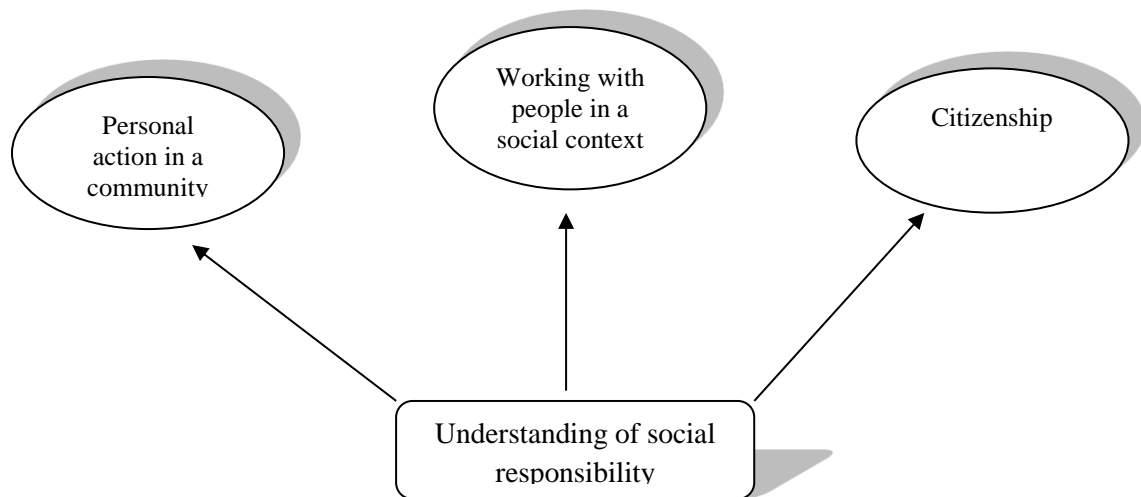 Personal
action in a
community
Working with
people in a
social context
Citizenship
Understanding of social
responsibility